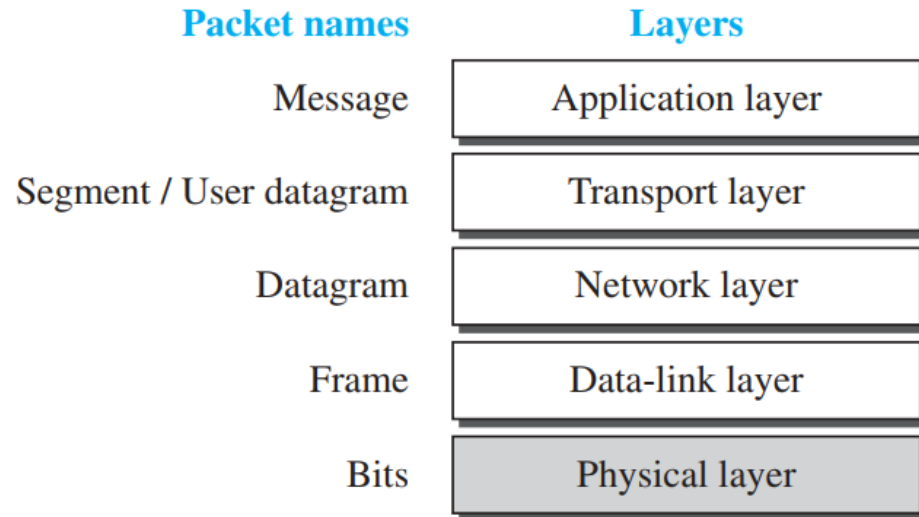 Packet names Layers
Message Application layer
Segment / User datagram Transport layer
Datagram Network layer
Frame Data-link layer
Bits Physical layer